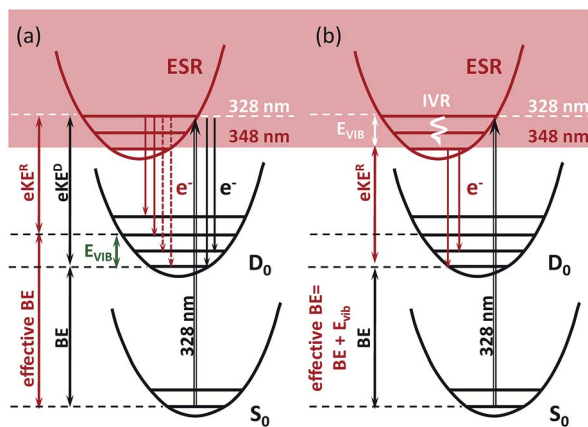 (a)
ESR
328 nm
348 nm
eKE^R
eKE^D
e-
e-
E_VIB
D₀
effective BE
BE
328 nm
S₀
(b)
ESR
IVR
328 nm
E_VIB
348 nm
eKE^R
e-
D₀
effective BE=
BE + E_vib
BE
328 nm
S₀